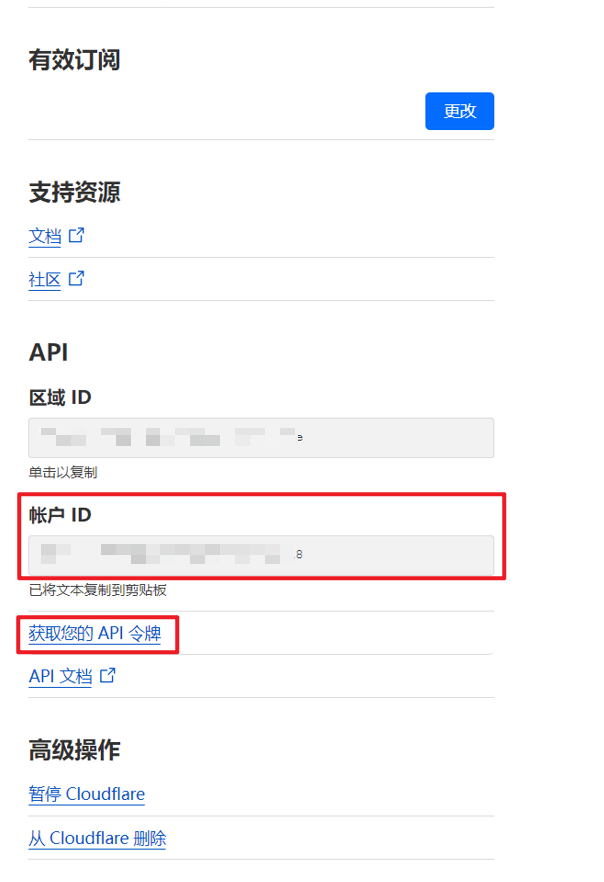 有效订阅
更改
支持资源
文档
社区
API
区域 ID
e
单击以复制
帐户 ID
8
已将文本复制到剪贴板
获取您的 API 令牌
API 文档
高级操作
暂停 Cloudflare
从 Cloudflare 删除